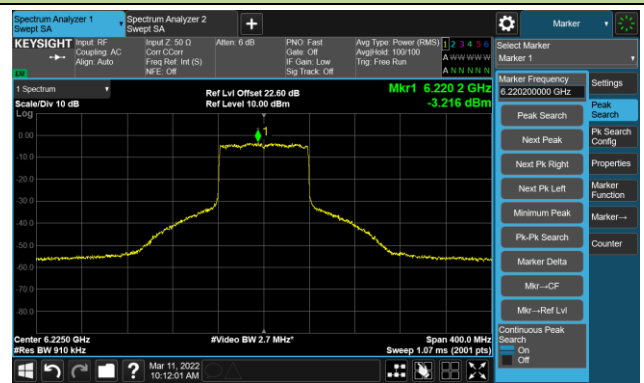 Spectrum Analyzer 1
Swept SA
Spectrum Analyzer 2
Swept SA
Marker
KEYSIGHT
Input: RF
Coupling: AC
Align: Auto
Input Z: 50 Ω
Corr CCorr
Freq Ref: Int (S)
NFE: Off
Atten: 6 dB
PNO: Fast
Gate: Off
IF Gain: Low
Sig Track: Off
Avg Type: Power (RMS)
Avg|Hold: 100/100
Trig: Free Run
1 2 3 4 5 6
A WWWWW
A N N N N N
LXI
Select Marker
Marker 1
1 Spectrum
Scale/Div 10 dB
Log
Ref Lvl Offset 22.60 dB
Ref Level 10.00 dBm
Mkr1 6.220 2 GHz
-3.216 dBm
1
0.00
-10.0
-20.0
-30.0
-40.0
-50.0
-60.0
-70.0
-80.0
Center 6.2250 GHz
#Res BW 910 kHz
#Video BW 2.7 MHz*
Span 400.0 MHz
Sweep 1.07 ms (2001 pts)
Marker Frequency
6.220200000 GHz
Peak Search
Next Peak
Next Pk Right
Next Pk Left
Minimum Peak
Pk-Pk Search
Marker Delta
Mkr→CF
Mkr→Ref Lvl
Continuous Peak
Search
On
Off
Settings
Peak
Search
Pk Search
Config
Properties
Marker
Function
Marker→
Counter
Mar 11, 2022
10:12:01 AM